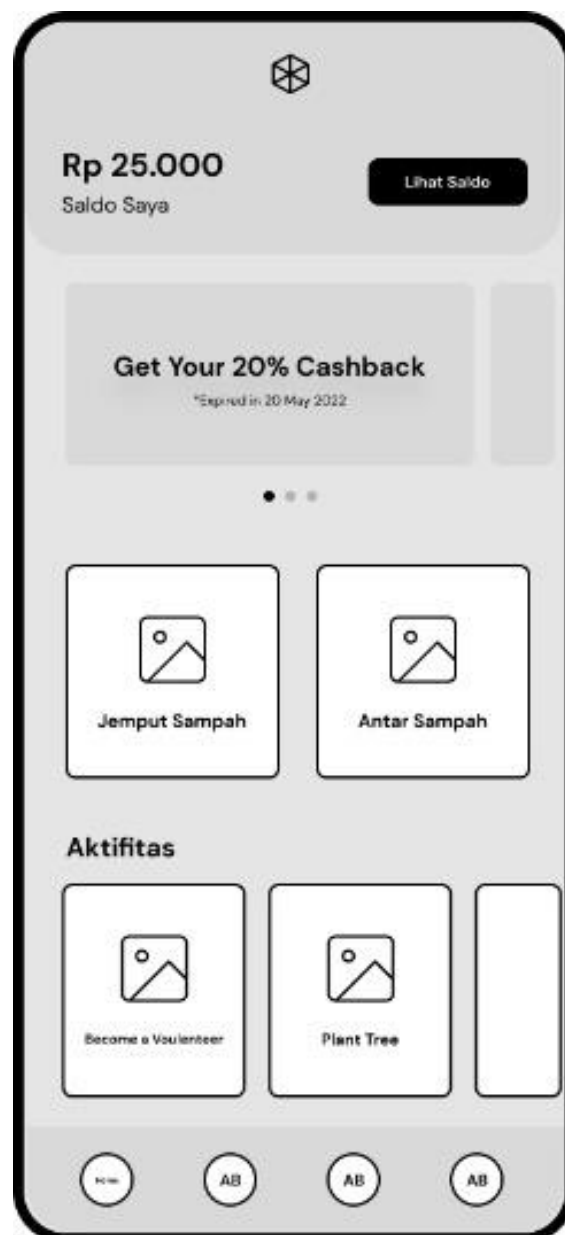 Rp 25.000
Saldo Saya
Lihat Saldo
Get Your 20% Cashback
*Expired in 20 May 2022
Jemput Sampah
Antar Sampah
Aktifitas
Become a Voulenteer
Plant Tree
AB
AB
AB